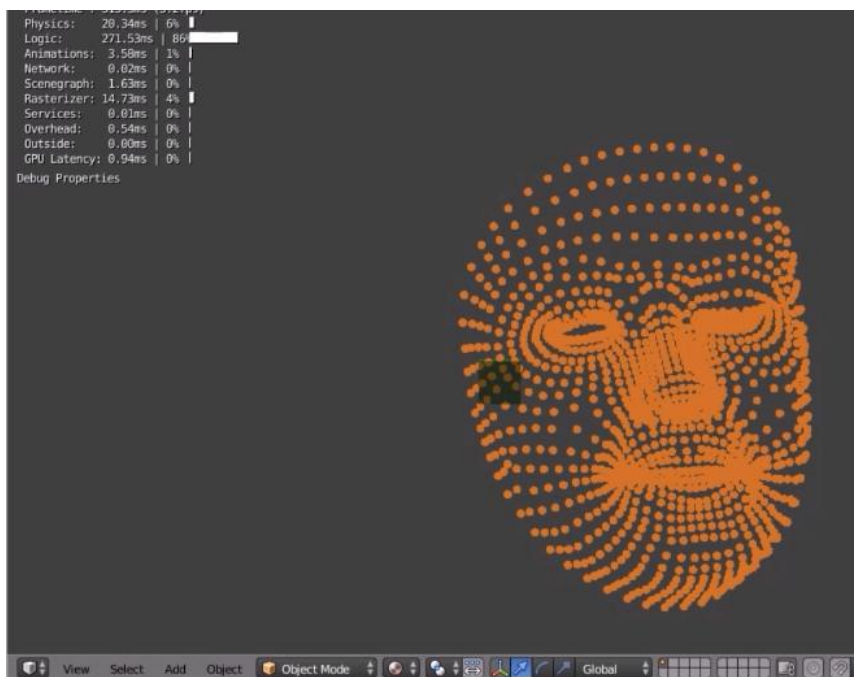 Physics: 20.34ms | 6%
Logic: 271.53ms | 86%
Animations: 3.58ms | 1%
Network: 0.02ms | 0%
Scenegraph: 1.63ms | 0%
Rasterizer: 14.73ms | 4%
Services: 0.01ms | 0%
Overhead: 0.54ms | 0%
Outside: 0.00ms | 0%
GPU Latency: 0.94ms | 0%
Debug Properties
View Select Add Object Object Mode Global